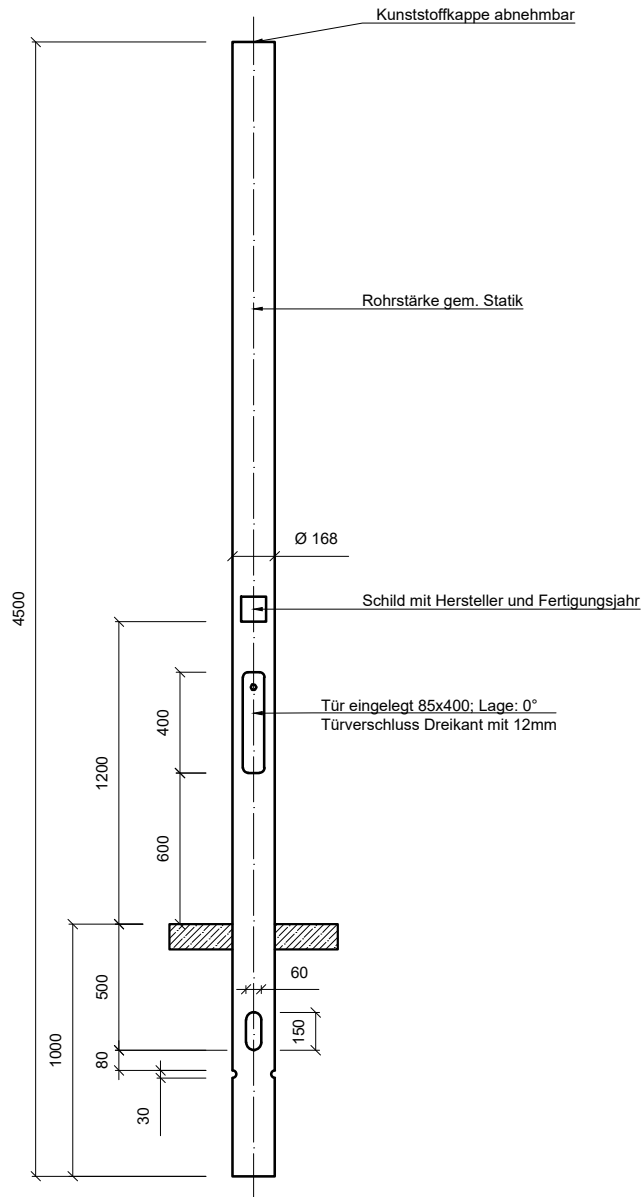 Kunststoffkappe abnehmbar
Rohrstärke gem. Statik
Ø 168
4500
Schild mit Hersteller und Fertigungsjahr
400
Tür eingelegt 85x400; Lage: 0°
Türverschluss Dreikant mit 12mm
1200
600
60
500
150
1000
80
30